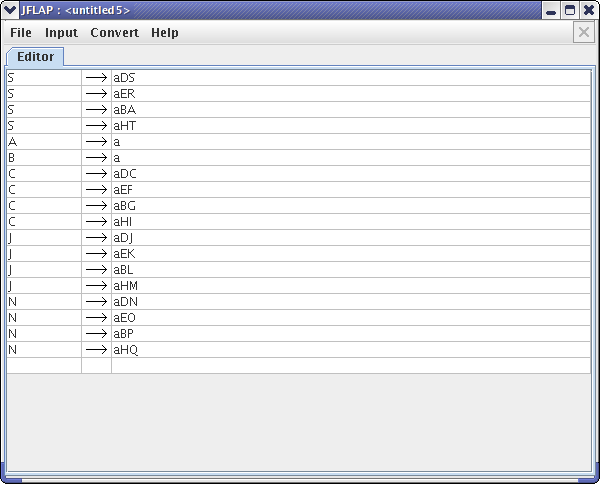 JFLAP : <untitled5>
File Input Convert Help
Editor
S → aDS
S → aER
S → aBA
S → aHT
A → a
B → a
C → aDC
C → aEF
C → aBG
C → aHI
J → aDJ
J → aEK
J → aBL
J → aHM
N → aDN
N → aEO
N → aBP
N → aHQ